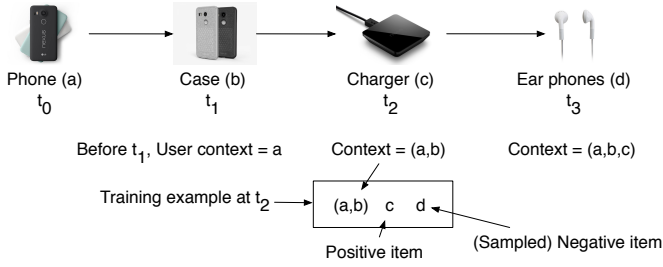 nexus
Phone (a)
Case (b)
Charger (c)
Ear phones (d)
t0
t1
t2
t3
Before t1, User context = a
Context = (a,b)
Context = (a,b,c)
Training example at t2
(a,b) c d
Positive item
(Sampled) Negative item